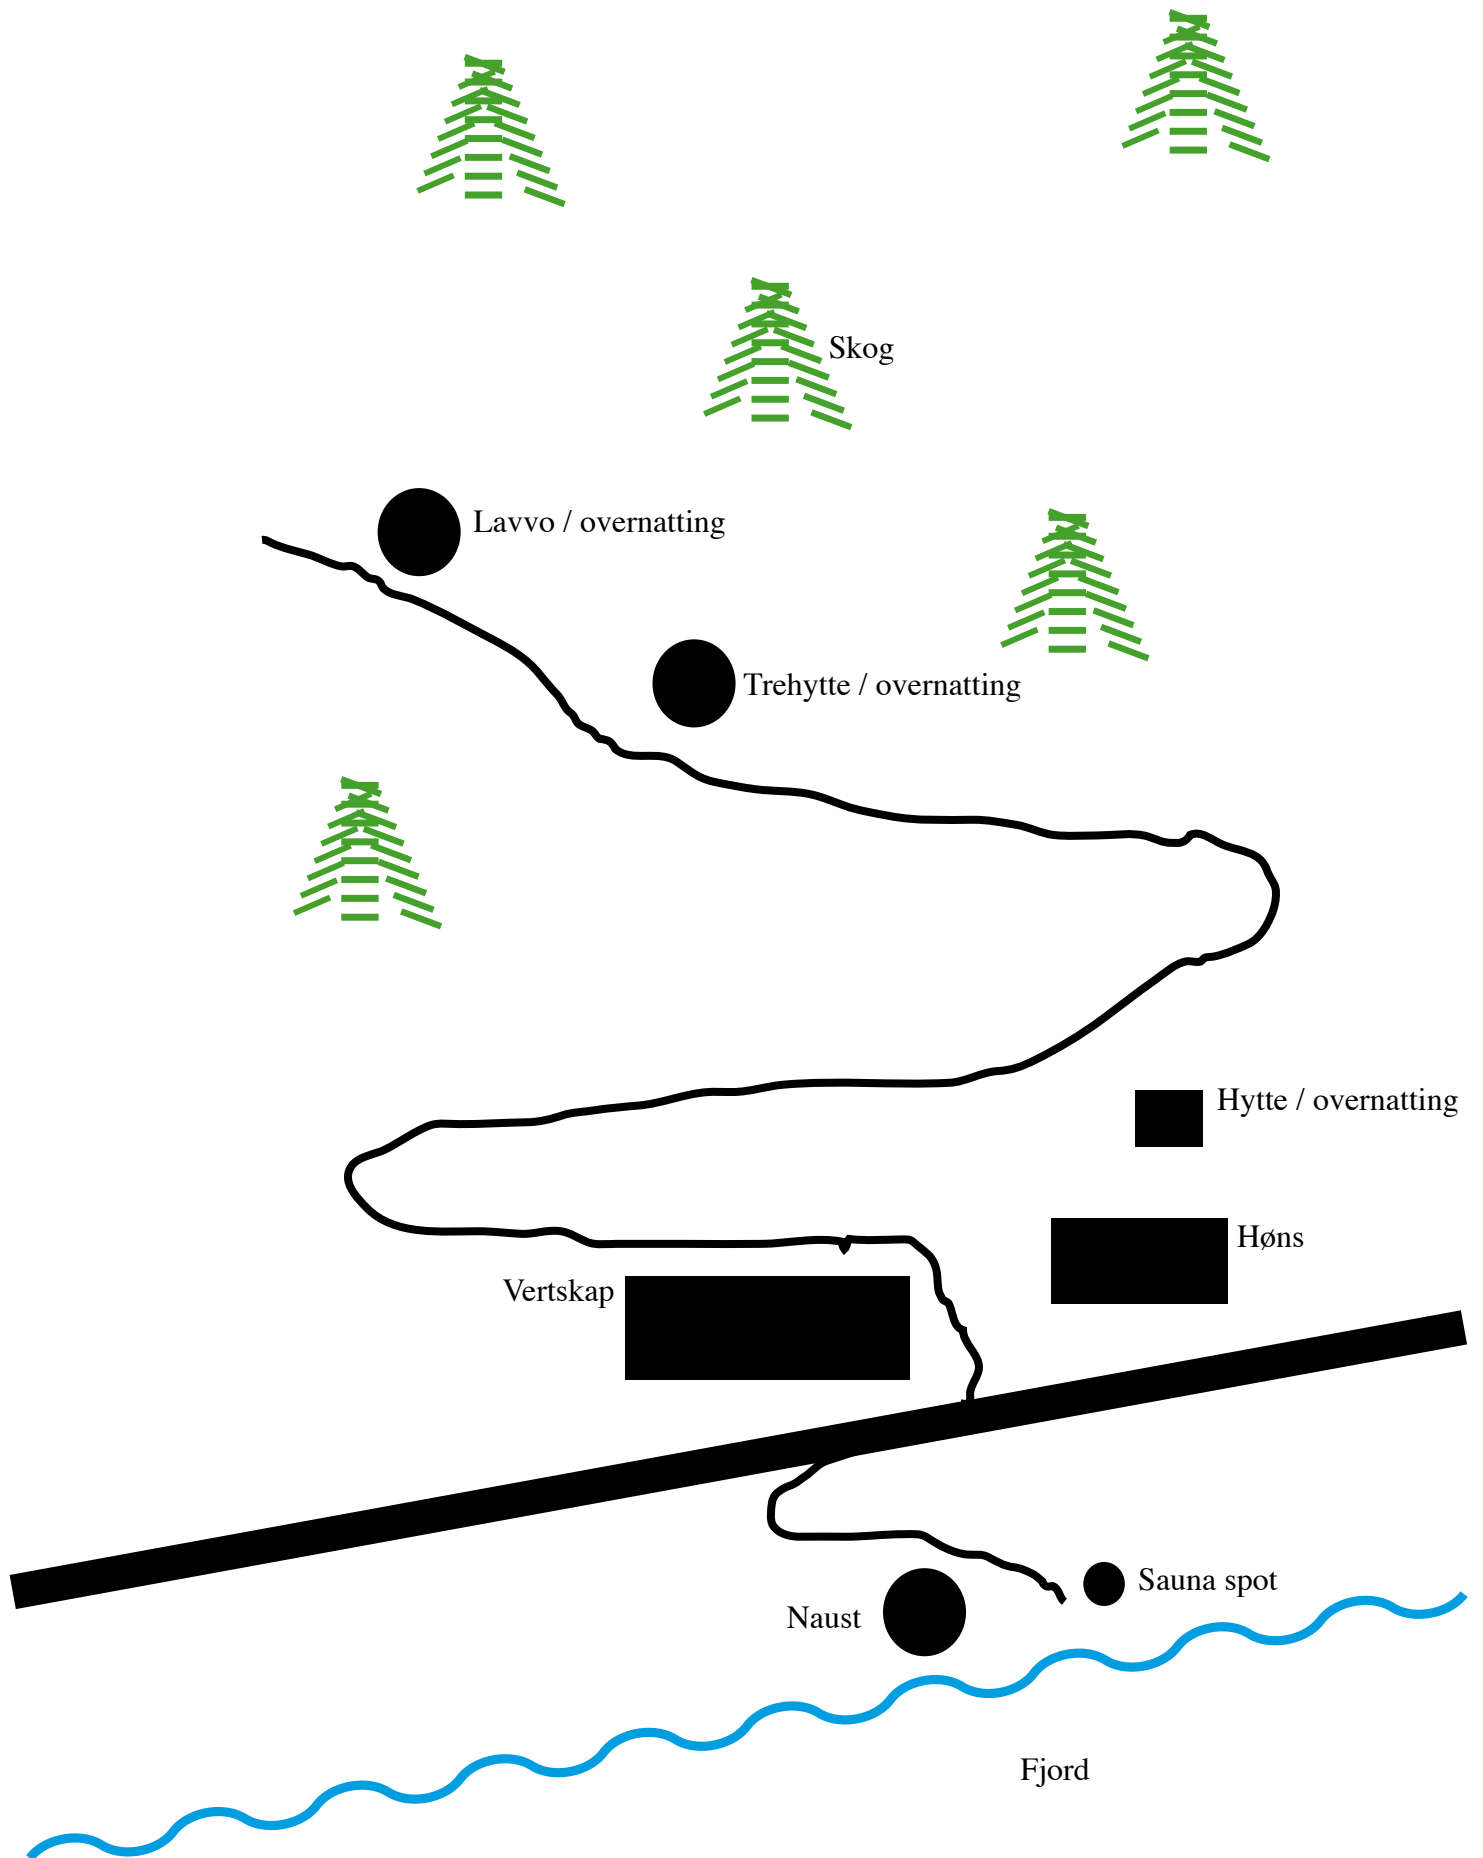 Skog
Lavvo / overnatting
Trehytte / overnatting
Hytte / overnatting
Høns
Vertskap
Sauna spot
Naust
Fjord